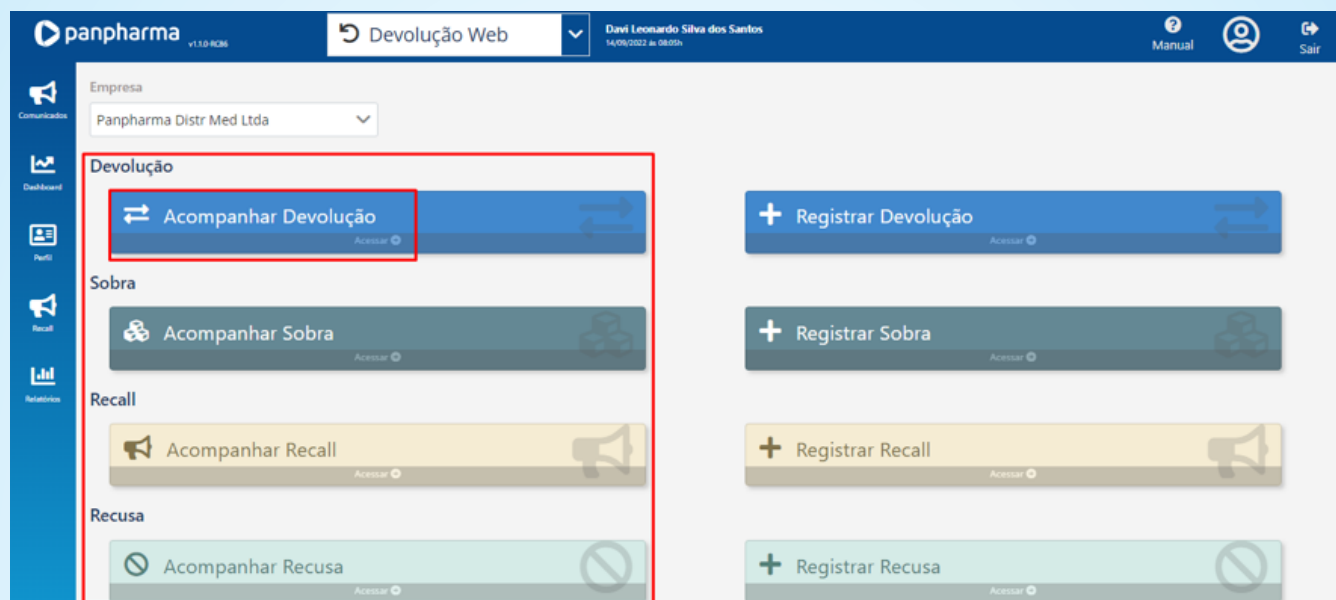 panpharma v1.1.0-RC86
Devolução Web
Davi Leonardo Silva dos Santos
14/09/2022 às 08:05h
Manual
Sair
Comunicados
Dashboard
Perfil
Recall
Relatórios
Empresa
Panpharma Distr Med Ltda
Devolução
Acompanhar Devolução
Acessar
Registrar Devolução
Acessar
Sobra
Acompanhar Sobra
Acessar
Registrar Sobra
Acessar
Recall
Acompanhar Recall
Acessar
Registrar Recall
Acessar
Recusa
Acompanhar Recusa
Acessar
Registrar Recusa
Acessar